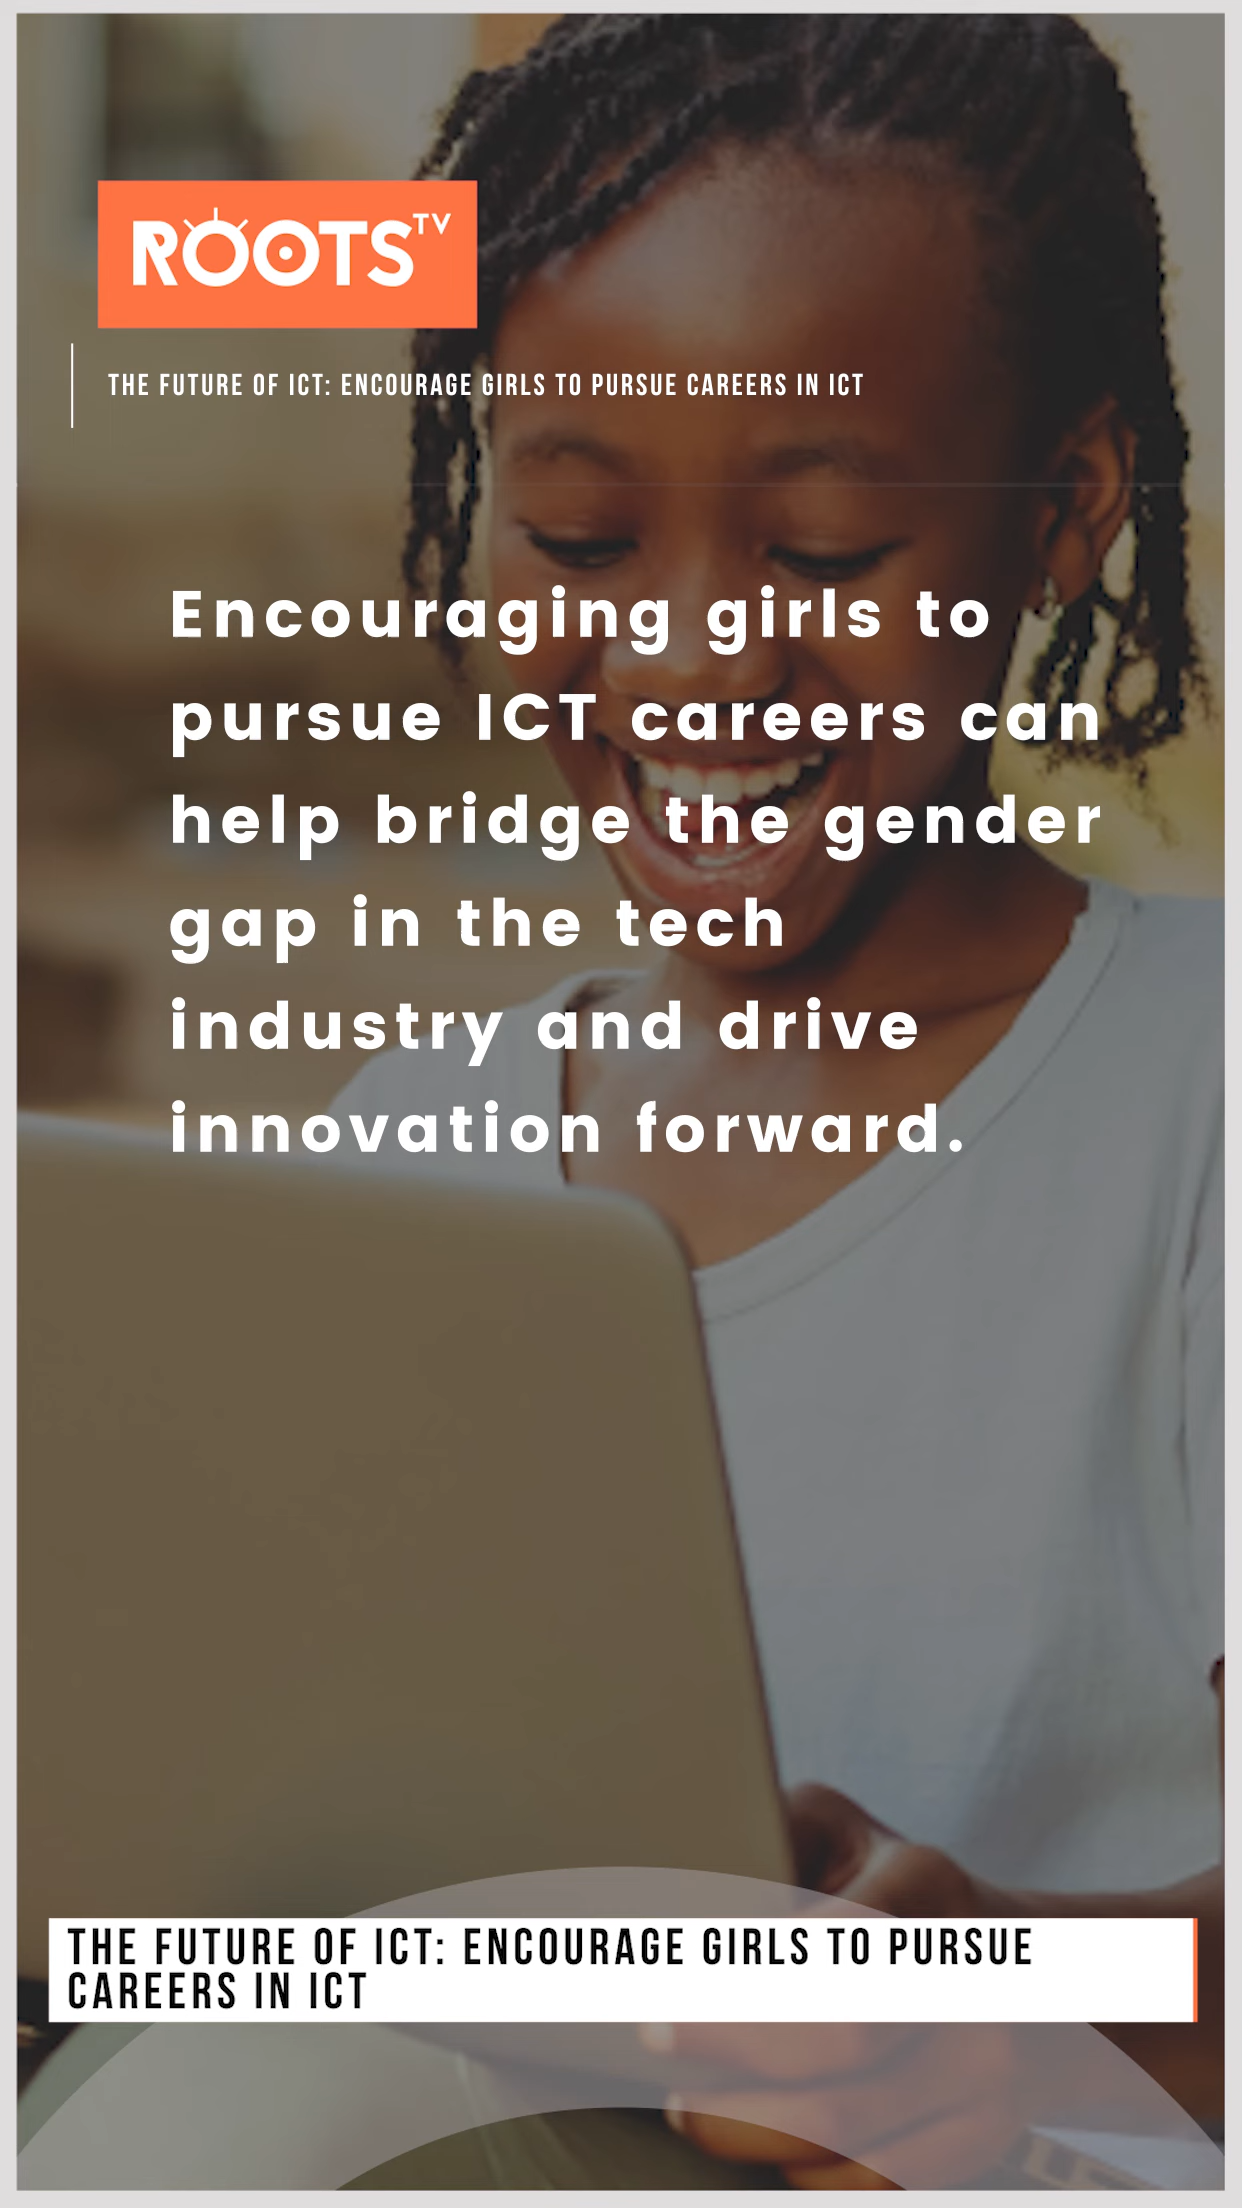 ROOTS TV
THE FUTURE OF ICT: ENCOURAGE GIRLS TO PURSUE CAREERS IN ICT
Encouraging girls to
pursue ICT careers can
help bridge the gender
gap in the tech
industry and drive
innovation forward.
THE FUTURE OF ICT: ENCOURAGE GIRLS TO PURSUE
CAREERS IN ICT